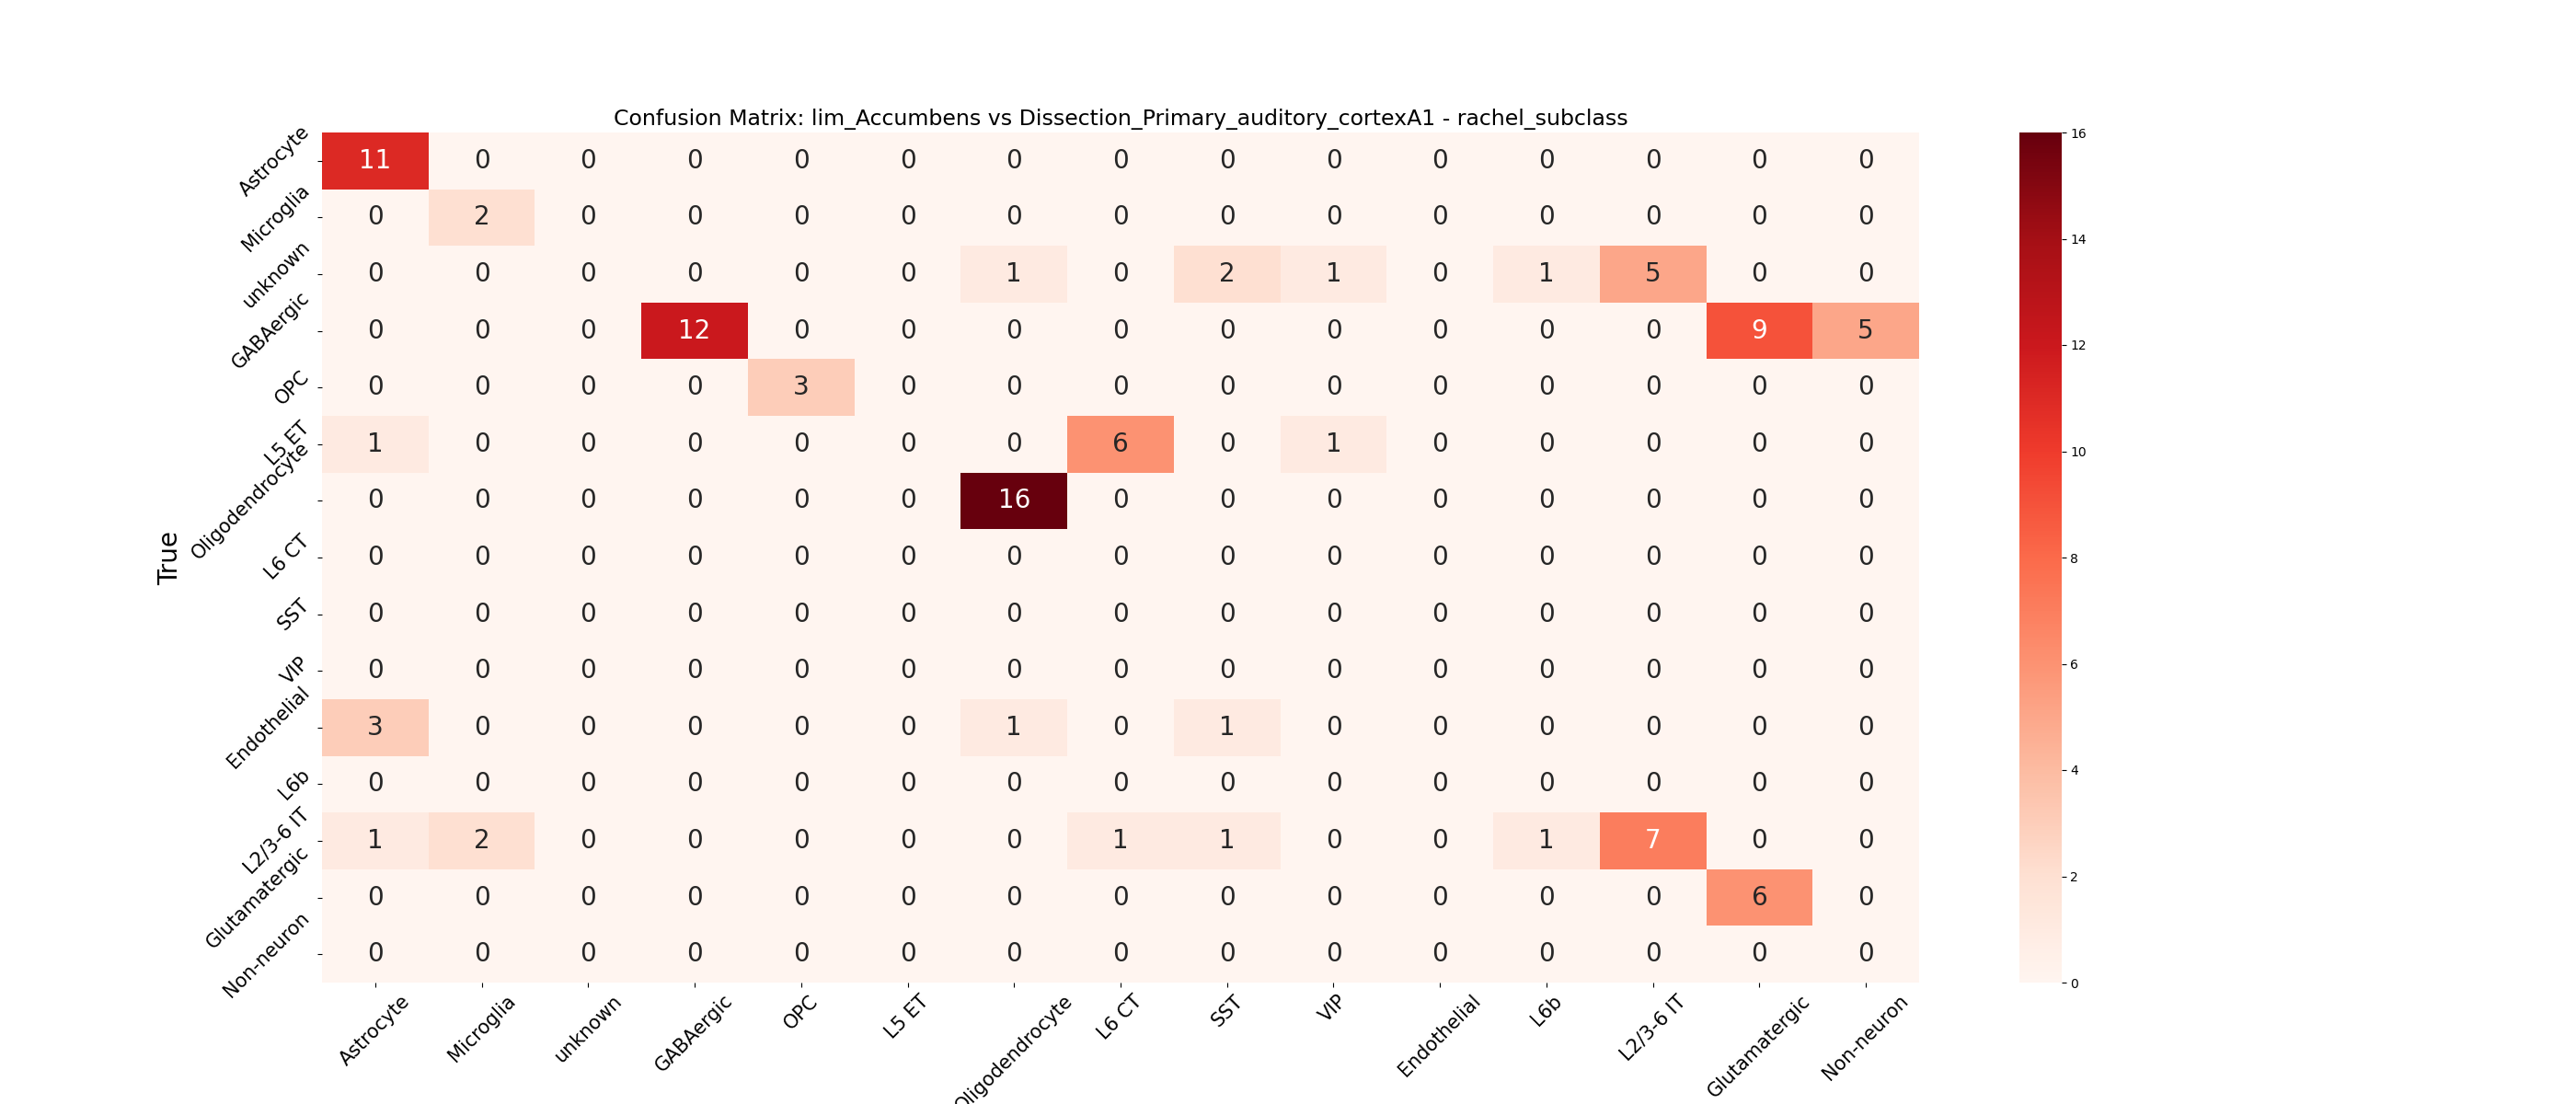 Confusion Matrix: lim_Accumbens vs Dissection_Primary_auditory_cortexA1 - rachel_subclass
True
Astrocyte 11 0 0 0 0 0 0 0 0 0 0 0 0 0 0
Microglia 0 2 0 0 0 0 0 0 0 0 0 0 0 0 0
unknown 0 0 0 0 0 0 1 0 2 1 0 1 5 0 0
GABAergic 0 0 0 12 0 0 0 0 0 0 0 0 0 9 5
OPC 0 0 0 0 3 0 0 0 0 0 0 0 0 0 0
L5 ET 1 0 0 0 0 0 0 6 0 1 0 0 0 0 0
Oligodendrocyte 0 0 0 0 0 0 16 0 0 0 0 0 0 0 0
L6 CT 0 0 0 0 0 0 0 0 0 0 0 0 0 0 0
SST 0 0 0 0 0 0 0 0 0 0 0 0 0 0 0
VIP 0 0 0 0 0 0 0 0 0 0 0 0 0 0 0
Endothelial 3 0 0 0 0 0 1 0 1 0 0 0 0 0 0
L6b 0 0 0 0 0 0 0 0 0 0 0 0 0 0 0
L2/3-6 IT 1 2 0 0 0 0 0 1 1 0 0 1 7 0 0
Glutamatergic 0 0 0 0 0 0 0 0 0 0 0 0 0 6 0
Non-neuron 0 0 0 0 0 0 0 0 0 0 0 0 0 0 0
Astrocyte Microglia unknown GABAergic OPC L5 ET Oligodendrocyte L6 CT SST VIP Endothelial L6b L2/3-6 IT Glutamatergic Non-neuron
16
14
12
10
8
6
4
2
0